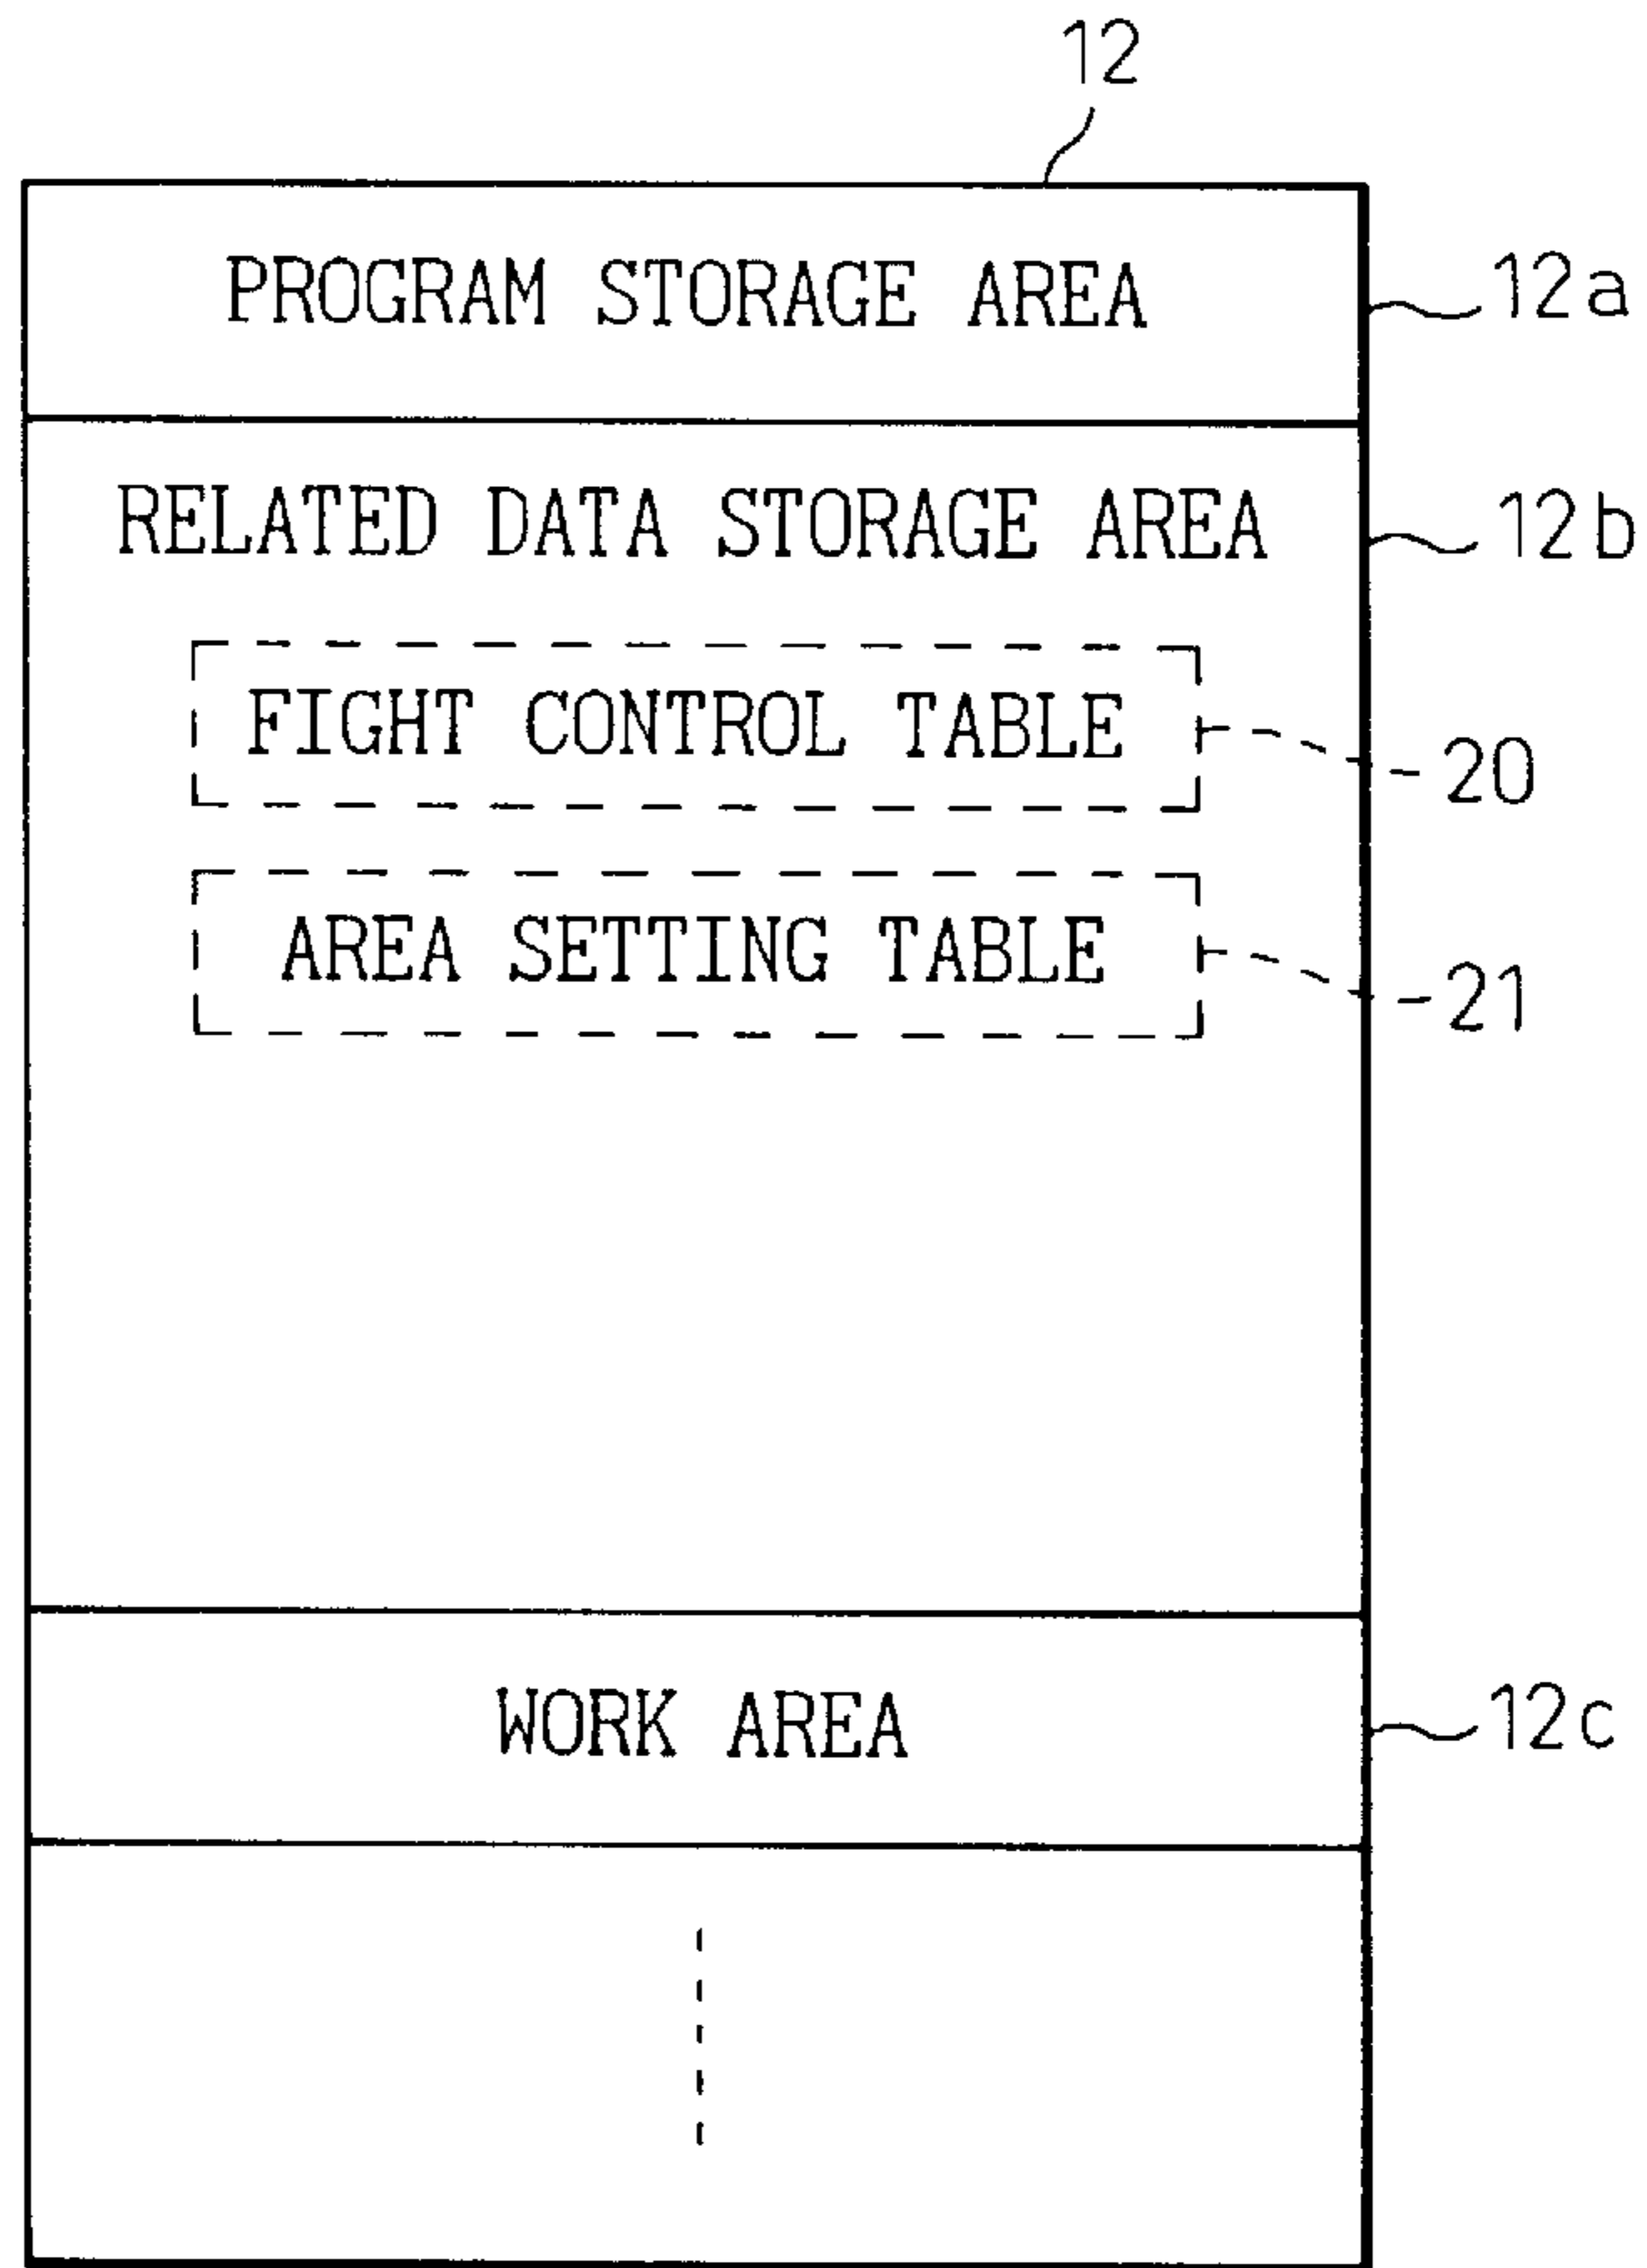 12
PROGRAM STORAGE AREA 12a
RELATED DATA STORAGE AREA 12b
FIGHT CONTROL TABLE 20
AREA SETTING TABLE 21
WORK AREA 12c